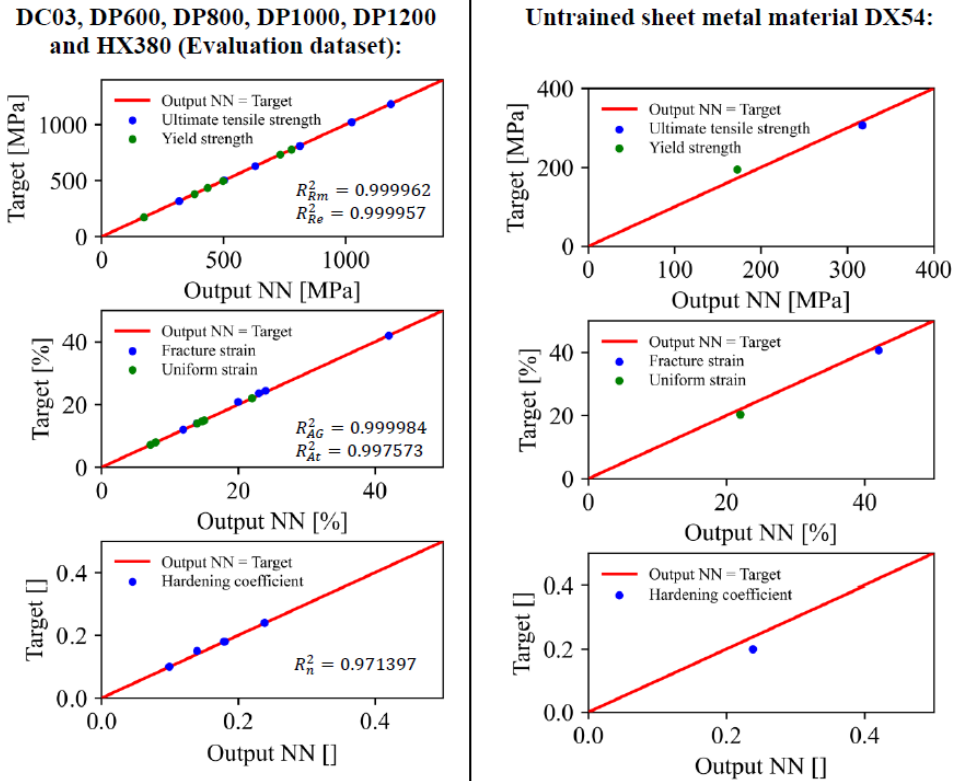 DC03, DP600, DP800, DP1000, DP1200
and HX380 (Evaluation dataset):
Output NN = Target
Ultimate tensile strength
Yield strength
R²Rm = 0.999962
R²Re = 0.999957
Target [MPa]
1000
500
0
0
500
1000
Output NN [MPa]
Output NN = Target
Fracture strain
Uniform strain
R²AG = 0.999984
R²At = 0.997573
Target [%]
40
20
0
0
20
40
Output NN [%]
Output NN = Target
Hardening coefficient
R²n = 0.971397
Target []
0.4
0.2
0.0
0.0
0.2
0.4
Output NN []
Untrained sheet metal material DX54:
Output NN = Target
Ultimate tensile strength
Yield strength
Target [MPa]
400
200
0
0
100
200
300
400
Output NN [MPa]
Output NN = Target
Fracture strain
Uniform strain
Target [%]
40
20
0
0
20
40
Output NN [%]
Output NN = Target
Hardening coefficient
Target []
0.4
0.2
0.0
0.0
0.2
0.4
Output NN []